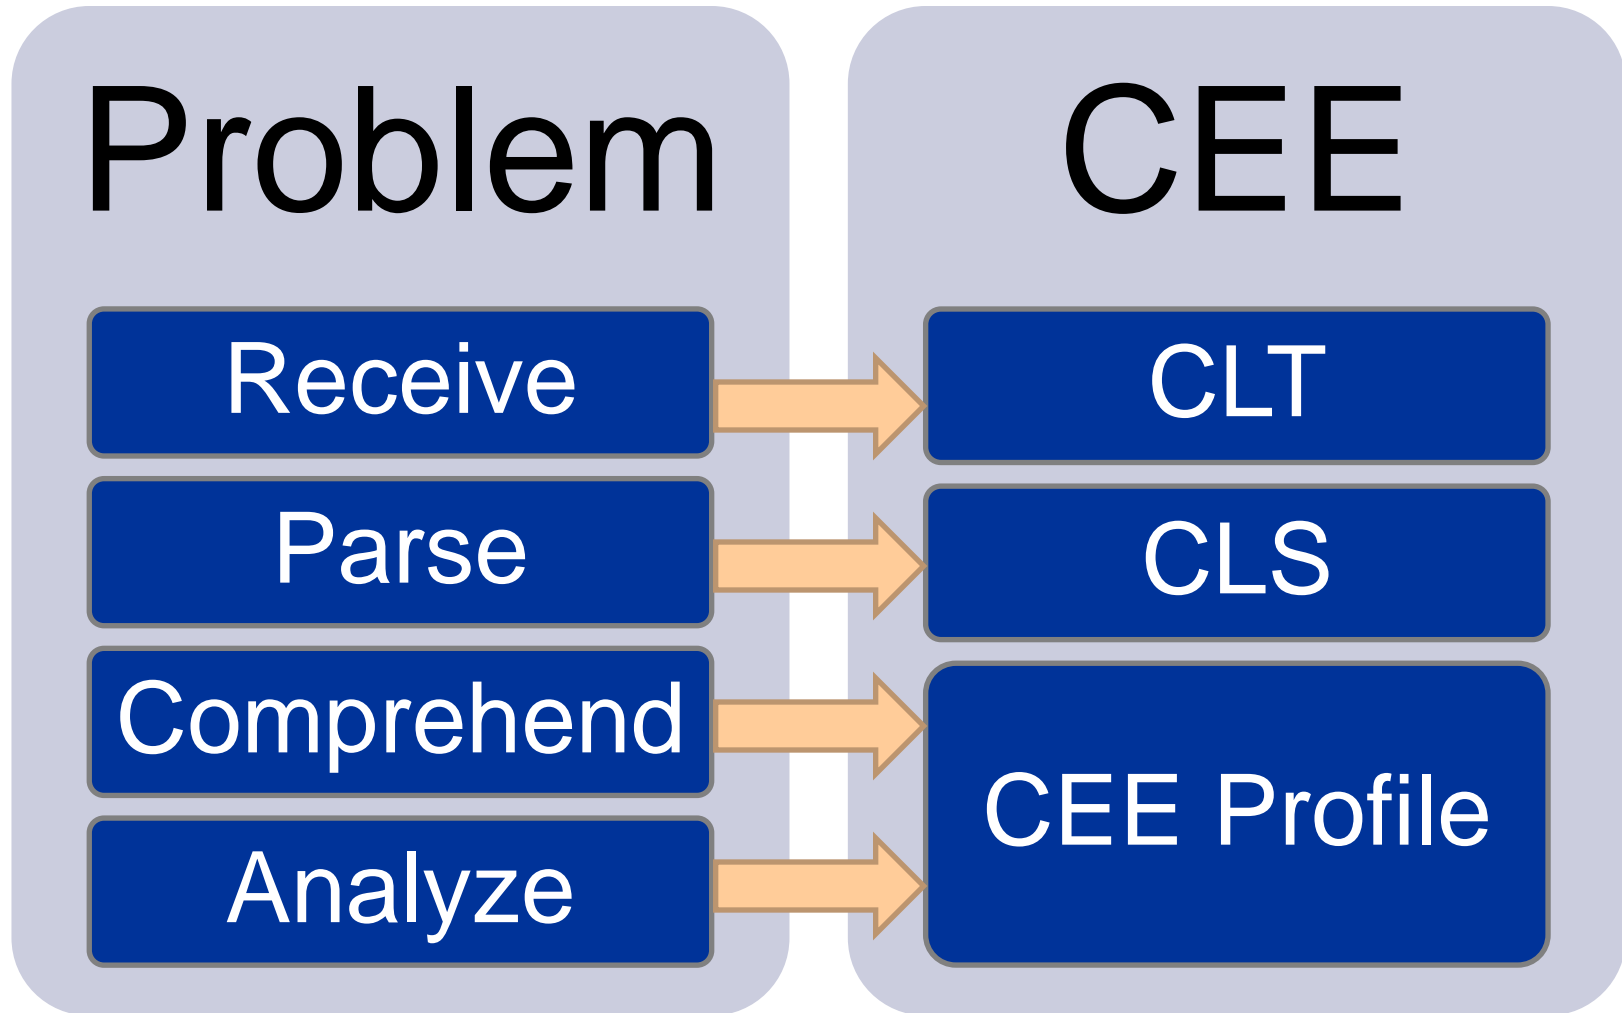 Problem
Receive
Parse
Comprehend
Analyze
CEE
CLT
CLS
CEE Profile